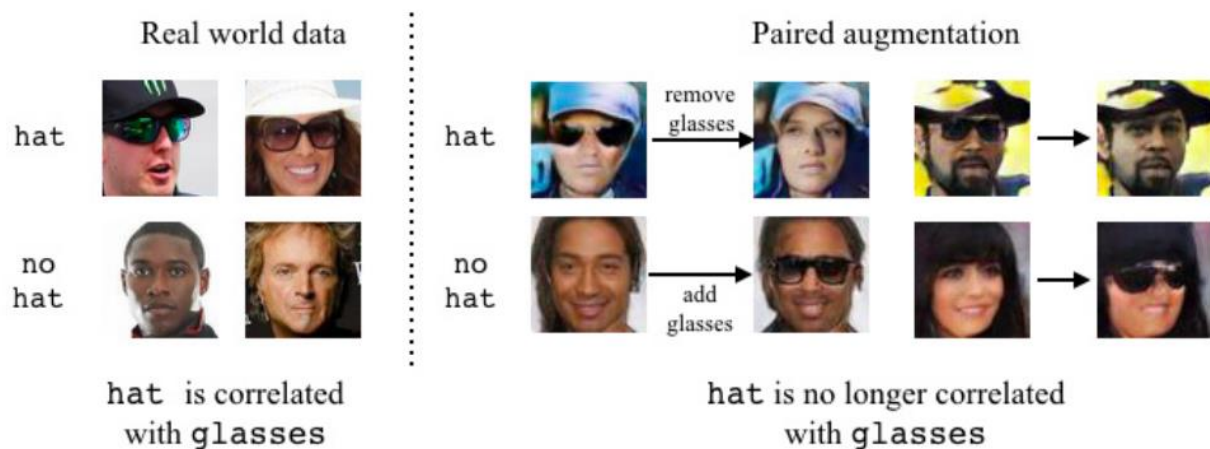 Real world data
Paired augmentation
hat
hat
remove
glasses
no
hat
no
hat
add
glasses
hat is correlated
with glasses
hat is no longer correlated
with glasses